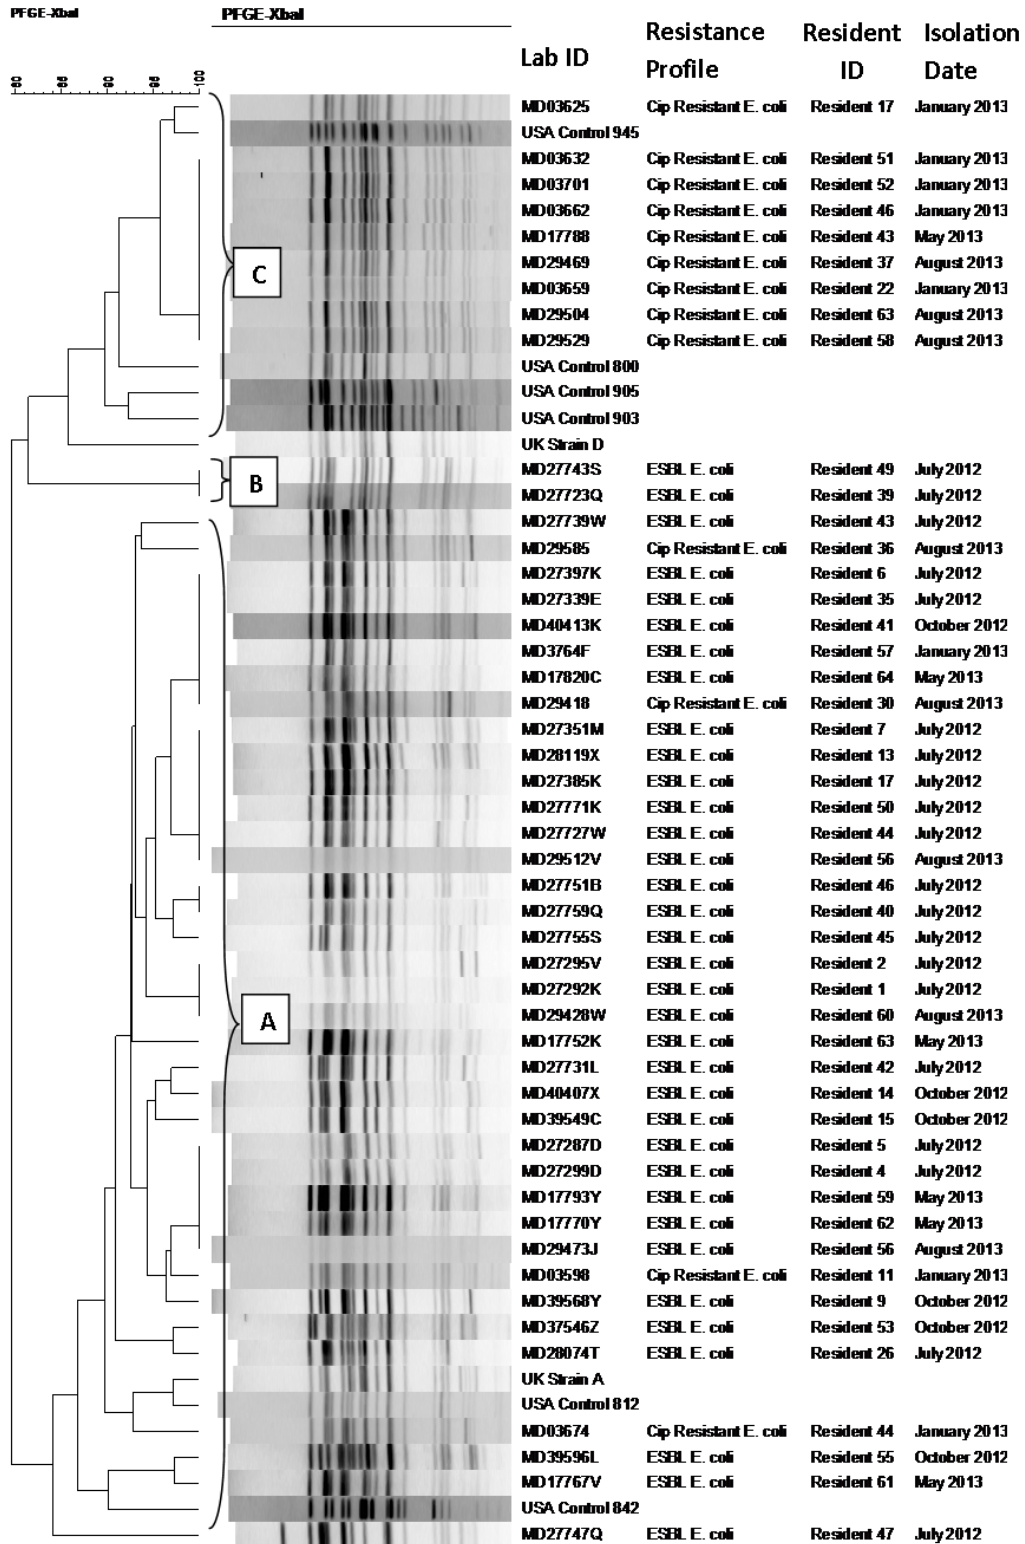 PFGE-XbaI PFGE-XbaI
80 85 90 95 100
Lab ID Resistance Profile Resident ID Isolation Date
MD03625 Cip Resistant E. coli Resident 17 January 2013
USA Control 945
MD03632 Cip Resistant E. coli Resident 51 January 2013
MD03701 Cip Resistant E. coli Resident 52 January 2013
MD03662 Cip Resistant E. coli Resident 46 January 2013
MD17788 Cip Resistant E. coli Resident 43 May 2013
MD29469 Cip Resistant E. coli Resident 37 August 2013
C
MD03659 Cip Resistant E. coli Resident 22 January 2013
MD29504 Cip Resistant E. coli Resident 63 August 2013
MD29529 Cip Resistant E. coli Resident 58 August 2013
USA Control 800
USA Control 905
USA Control 903
UK Strain D
MD27743S ESBL E. coli Resident 49 July 2012
B
MD27723Q ESBL E. coli Resident 39 July 2012
MD27739W ESBL E. coli Resident 43 July 2012
MD29585 Cip Resistant E. coli Resident 36 August 2013
MD27397K ESBL E. coli Resident 6 July 2012
MD27339E ESBL E. coli Resident 35 July 2012
MD40413K ESBL E. coli Resident 41 October 2012
MD3764F ESBL E. coli Resident 57 January 2013
MD17820C ESBL E. coli Resident 64 May 2013
MD29418 Cip Resistant E. coli Resident 30 August 2013
MD27351M ESBL E. coli Resident 7 July 2012
MD28119X ESBL E. coli Resident 13 July 2012
MD27385K ESBL E. coli Resident 17 July 2012
MD27771K ESBL E. coli Resident 50 July 2012
MD27727W ESBL E. coli Resident 44 July 2012
MD29512V ESBL E. coli Resident 56 August 2013
MD27751B ESBL E. coli Resident 46 July 2012
MD27759Q ESBL E. coli Resident 40 July 2012
MD27755S ESBL E. coli Resident 45 July 2012
MD27295V ESBL E. coli Resident 2 July 2012
MD27292K ESBL E. coli Resident 1 July 2012
MD29428W ESBL E. coli Resident 60 August 2013
A
MD17752K ESBL E. coli Resident 63 May 2013
MD27731L ESBL E. coli Resident 42 July 2012
MD40407X ESBL E. coli Resident 14 October 2012
MD39549C ESBL E. coli Resident 15 October 2012
MD27287D ESBL E. coli Resident 5 July 2012
MD27299D ESBL E. coli Resident 4 July 2012
MD17793Y ESBL E. coli Resident 59 May 2013
MD17770Y ESBL E. coli Resident 62 May 2013
MD29473J ESBL E. coli Resident 56 August 2013
MD03598 Cip Resistant E. coli Resident 11 January 2013
MD39568Y ESBL E. coli Resident 9 October 2012
MD37546Z ESBL E. coli Resident 53 October 2012
MD28074T ESBL E. coli Resident 26 July 2012
UK Strain A
USA Control 812
MD03674 Cip Resistant E. coli Resident 44 January 2013
MD39596L ESBL E. coli Resident 55 October 2012
MD17767V ESBL E. coli Resident 61 May 2013
USA Control 842
MD27747Q ESBL E. coli Resident 47 July 2012